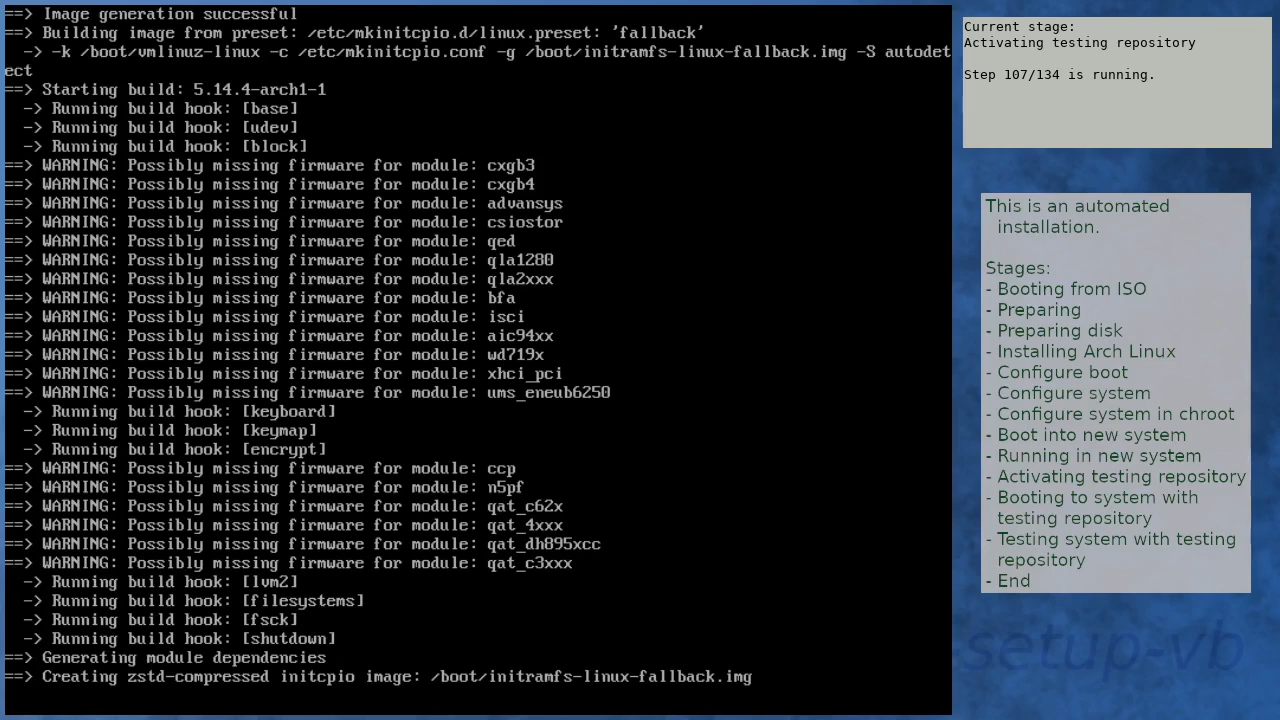 ==> Image generation successful
==> Building image from preset: /etc/mkinitcpio.d/linux.preset: 'fallback'
  -> -k /boot/vmlinuz-linux -c /etc/mkinitcpio.conf -g /boot/initramfs-linux-fallback.img -S autodet
ect
==> Starting build: 5.14.4-arch1-1
  -> Running build hook: [base]
  -> Running build hook: [udev]
  -> Running build hook: [block]
==> WARNING: Possibly missing firmware for module: cxgb3
==> WARNING: Possibly missing firmware for module: cxgb4
==> WARNING: Possibly missing firmware for module: advansys
==> WARNING: Possibly missing firmware for module: csiostor
==> WARNING: Possibly missing firmware for module: qed
==> WARNING: Possibly missing firmware for module: qla1280
==> WARNING: Possibly missing firmware for module: qla2xxx
==> WARNING: Possibly missing firmware for module: bfa
==> WARNING: Possibly missing firmware for module: isci
==> WARNING: Possibly missing firmware for module: aic94xx
==> WARNING: Possibly missing firmware for module: wd719x
==> WARNING: Possibly missing firmware for module: xhci_pci
==> WARNING: Possibly missing firmware for module: ums_eneub6250
  -> Running build hook: [keyboard]
  -> Running build hook: [keymap]
  -> Running build hook: [encrypt]
==> WARNING: Possibly missing firmware for module: ccp
==> WARNING: Possibly missing firmware for module: n5pf
==> WARNING: Possibly missing firmware for module: qat_c62x
==> WARNING: Possibly missing firmware for module: qat_4xxx
==> WARNING: Possibly missing firmware for module: qat_dh895xcc
==> WARNING: Possibly missing firmware for module: qat_c3xxx
  -> Running build hook: [lvm2]
  -> Running build hook: [filesystems]
  -> Running build hook: [fsck]
  -> Running build hook: [shutdown]
==> Generating module dependencies
==> Creating zstd-compressed initcpio image: /boot/initramfs-linux-fallback.img
Current stage:
Activating testing repository
Step 107/134 is running.
This is an automated
installation.
Stages:
- Booting from ISO
- Preparing
- Preparing disk
- Installing Arch Linux
- Configure boot
- Configure system
- Configure system in chroot
- Boot into new system
- Running in new system
- Activating testing repository
- Booting to system with
testing repository
- Testing system with testing
repository
- End
setup-vb